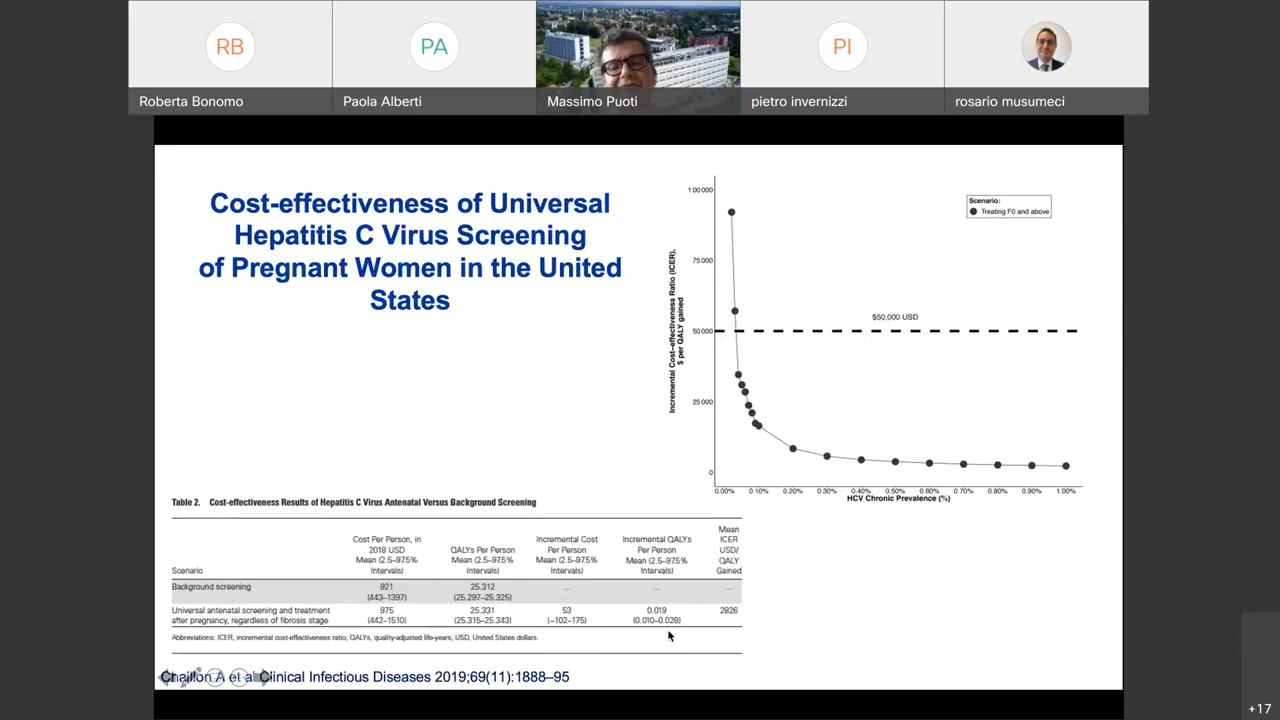 RB
PA
PI
Roberta Bonomo
Paola Alberti
Massimo Puoti
pietro invernizzi
rosario musumeci
Cost-effectiveness of Universal
Hepatitis C Virus Screening
of Pregnant Women in the United
States
Incremental Cost–effectiveness Ratio (ICER),
$ per QALY gained
100000
75000
50000
25000
0
Scenario:
Treating F0 and above
$50,000 USD
0.00%
0.10%
0.20%
0.30%
0.40%
0.50%
0.60%
0.70%
0.80%
0.90%
1.00%
HCV Chronic Prevalence (%)
Table 2. Cost-effectiveness Results of Hepatitis C Virus Antenatal Versus Background Screening
Scenario
Cost Per Person, in
2018 USD
Mean (2.5–97.5%
Intervals)
QALYs Per Person
Mean (2.5–97.5%
Intervals)
Incremental Cost
Per Person
Mean (2.5–97.5%
Intervals)
Incremental QALYs
Per Person
Mean (2.5–97.5%
Intervals)
Mean
ICER
USD/
QALY
Gained
Background screening
921
(443–1397)
25.312
(25.297–25.325)
...
...
...
Universal antenatal screening and treatment
after pregnancy, regardless of fibrosis stage
975
(442–1510)
25.331
(25.315–25.343)
53
(−102–175)
0.019
(0.010–0.028)
2826
Abbreviations: ICER, incremental cost-effectiveness ratio; QALYs, quality-adjusted life-years; USD, United States dollars.
Chaillon A et al Clinical Infectious Diseases 2019;69(11):1888–95
+17